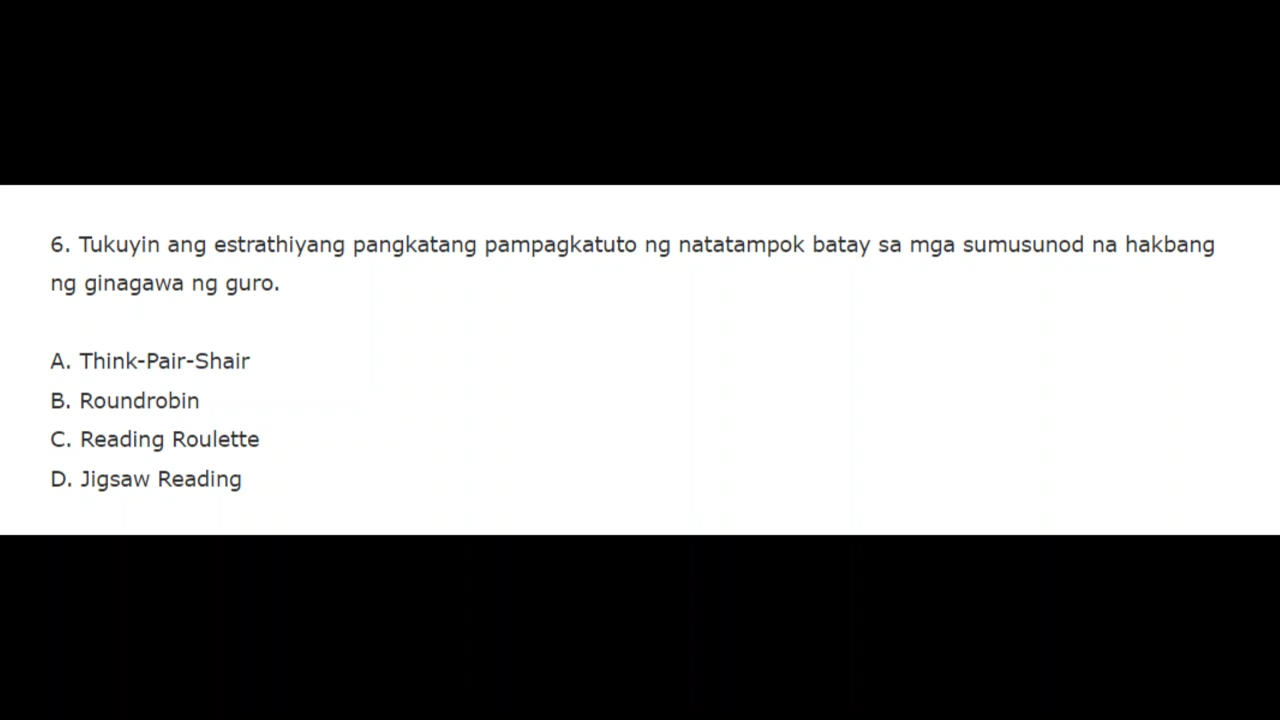 6. Tukuyin ang estrathiyang pangkatang pampagkatuto ng natatampok batay sa mga sumusunod na hakbang
ng ginagawa ng guro.
A. Think-Pair-Shair
B. Roundrobin
C. Reading Roulette
D. Jigsaw Reading